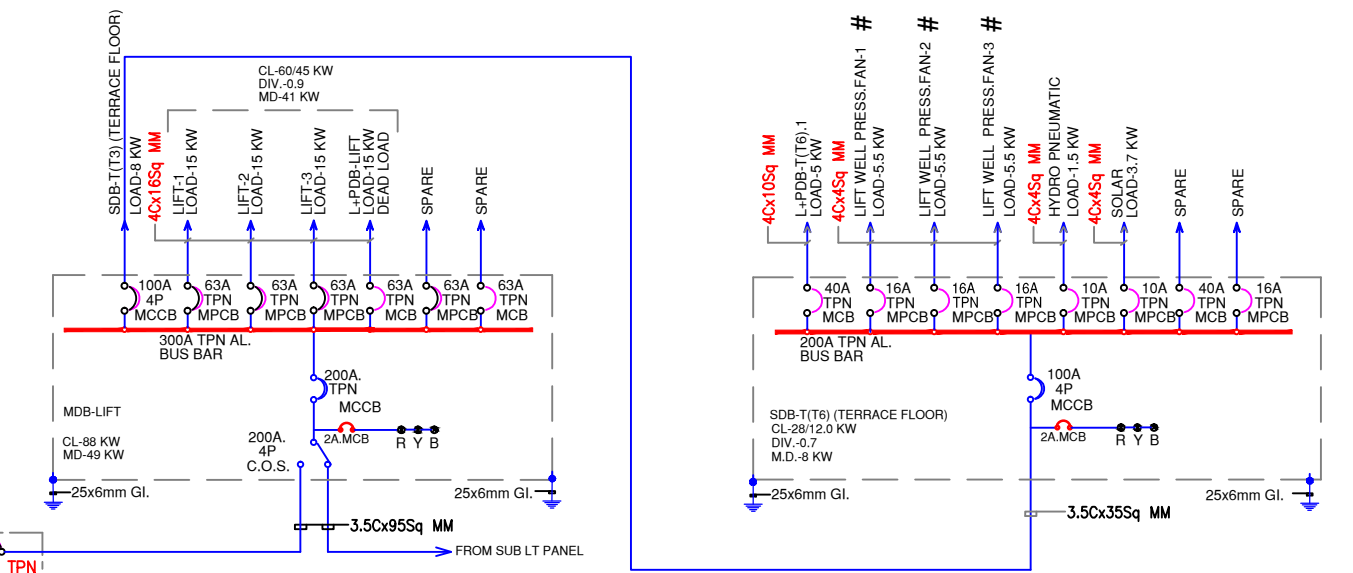 CL-60/45 KW
DIV.-0.9
MD-41 KW
SDB-T(T3) (TERRACE FLOOR)
LOAD-8 KW
4Cx16Sq MM
LIFT-1
LOAD-15 KW
LIFT-2
LOAD-15 KW
LIFT-3
LOAD-15 KW
L+PDB-LIFT
LOAD-15 KW
DEAD LOAD
SPARE
SPARE
100A
4P
MCCB
63A
TPN
MPCB
63A
TPN
MPCB
63A
TPN
MPCB
63A
TPN
MCB
63A
TPN
MPCB
63A
TPN
MCB
300A TPN AL.
BUS BAR
200A.
TPN
MCCB
MDB-LIFT
CL-88 KW
MD-49 KW
200A.
4P
C.O.S.
2A.MCB
R Y B
25x6mm GI.
25x6mm GI.
3.5Cx95Sq MM
FROM SUB LT PANEL
TPN
4Cx10Sq MM
L+PDB-T(T6).1
LOAD-5 KW
4Cx4Sq MM
LIFT WELL PRESS.FAN-1 #
LOAD-5.5 KW
LIFT WELL PRESS.FAN-2 #
LOAD-5.5 KW
LIFT WELL PRESS.FAN-3 #
LOAD-5.5 KW
4Cx4Sq MM
HYDRO PNEUMATIC
LOAD-1.5 KW
4Cx4Sq MM
SOLAR
LOAD-3.7 KW
SPARE
SPARE
40A
TPN
MCB
16A
TPN
MPCB
16A
TPN
MPCB
16A
TPN
MPCB
10A
TPN
MPCB
10A
TPN
MPCB
40A
TPN
MCB
16A
TPN
MPCB
200A TPN AL.
BUS BAR
100A
4P
MCCB
SDB-T(T6) (TERRACE FLOOR)
CL-28/12.0 KW
DIV.-0.7
M.D.-8 KW
2A.MCB
R Y B
25x6mm GI.
25x6mm GI.
3.5Cx35Sq MM